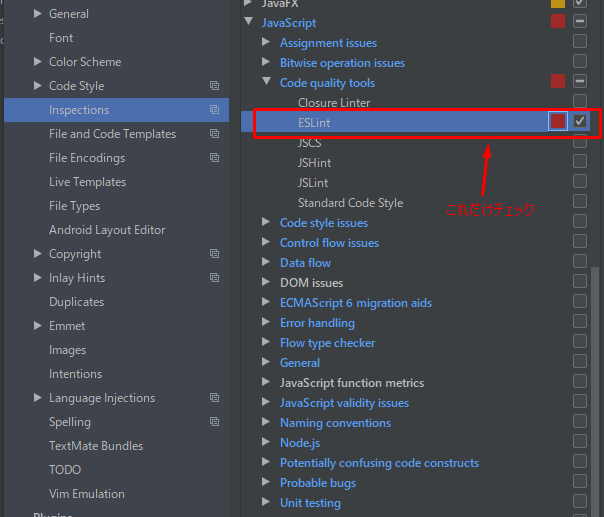 General
Font
Color Scheme
Code Style
Inspections
File and Code Templates
File Encodings
Live Templates
File Types
Android Layout Editor
Copyright
Inlay Hints
Duplicates
Emmet
Images
Intentions
Language Injections
Spelling
TextMate Bundles
TODO
Vim Emulation
JavaFX
JavaScript
Assignment issues
Bitwise operation issues
Code quality tools
Closure Linter
ESLint
JSCS
JSHint
JSLint
Standard Code Style
これだけチェック
Code style issues
Control flow issues
Data flow
DOM issues
ECMAScript 6 migration aids
Error handling
Flow type checker
General
JavaScript function metrics
JavaScript validity issues
Naming conventions
Node.js
Potentially confusing code constructs
Probable bugs
Unit testing